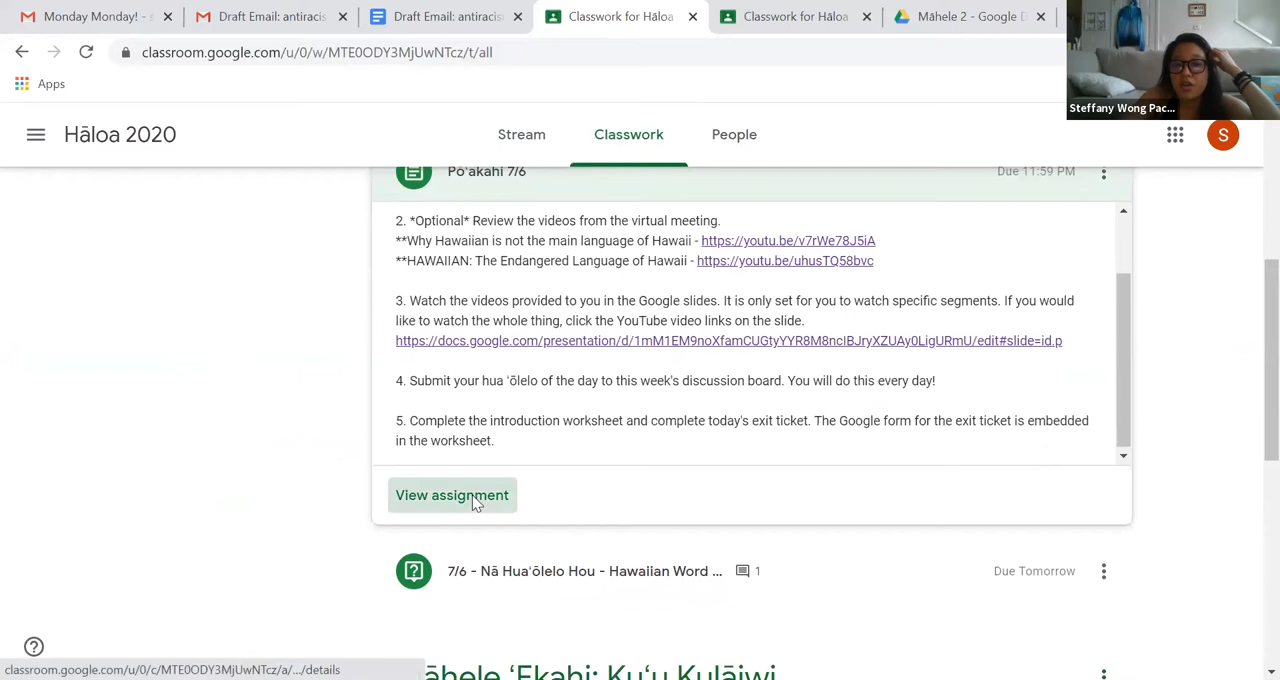 Monday Monday! - s
Draft Email: antiracis
Draft Email: antiracis
Classwork for Hāloa
Classwork for Hāloa
Māhele 2 - Google D
classroom.google.com/u/0/w/MTE0ODY3MjUwNTcz/t/all
Apps
Steffany Wong Pac...
Hāloa 2020
Stream
Classwork
People
S
Poʻakahi 7/6
Due 11:59 PM
2. *Optional* Review the videos from the virtual meeting.
**Why Hawaiian is not the main language of Hawaii - https://youtu.be/v7rWe78J5iA
**HAWAIIAN: The Endangered Language of Hawaii - https://youtu.be/uhusTQ58bvc
3. Watch the videos provided to you in the Google slides. It is only set for you to watch specific segments. If you would
like to watch the whole thing, click the YouTube video links on the slide.
https://docs.google.com/presentation/d/1mM1EM9noXfamCUGtyYYR8M8ncIBJryXZUAy0LigURmU/edit#slide=id.p
4. Submit your hua ʻōlelo of the day to this week's discussion board. You will do this every day!
5. Complete the introduction worksheet and complete today's exit ticket. The Google form for the exit ticket is embedded
in the worksheet.
View assignment
7/6 - Nā Huaʻōlelo Hou - Hawaiian Word ...
1
Due Tomorrow
classroom.google.com/u/0/c/MTE0ODY3MjUwNTcz/a/.../details
āhele ʻEkahi: Kuʻu Kulāiwi